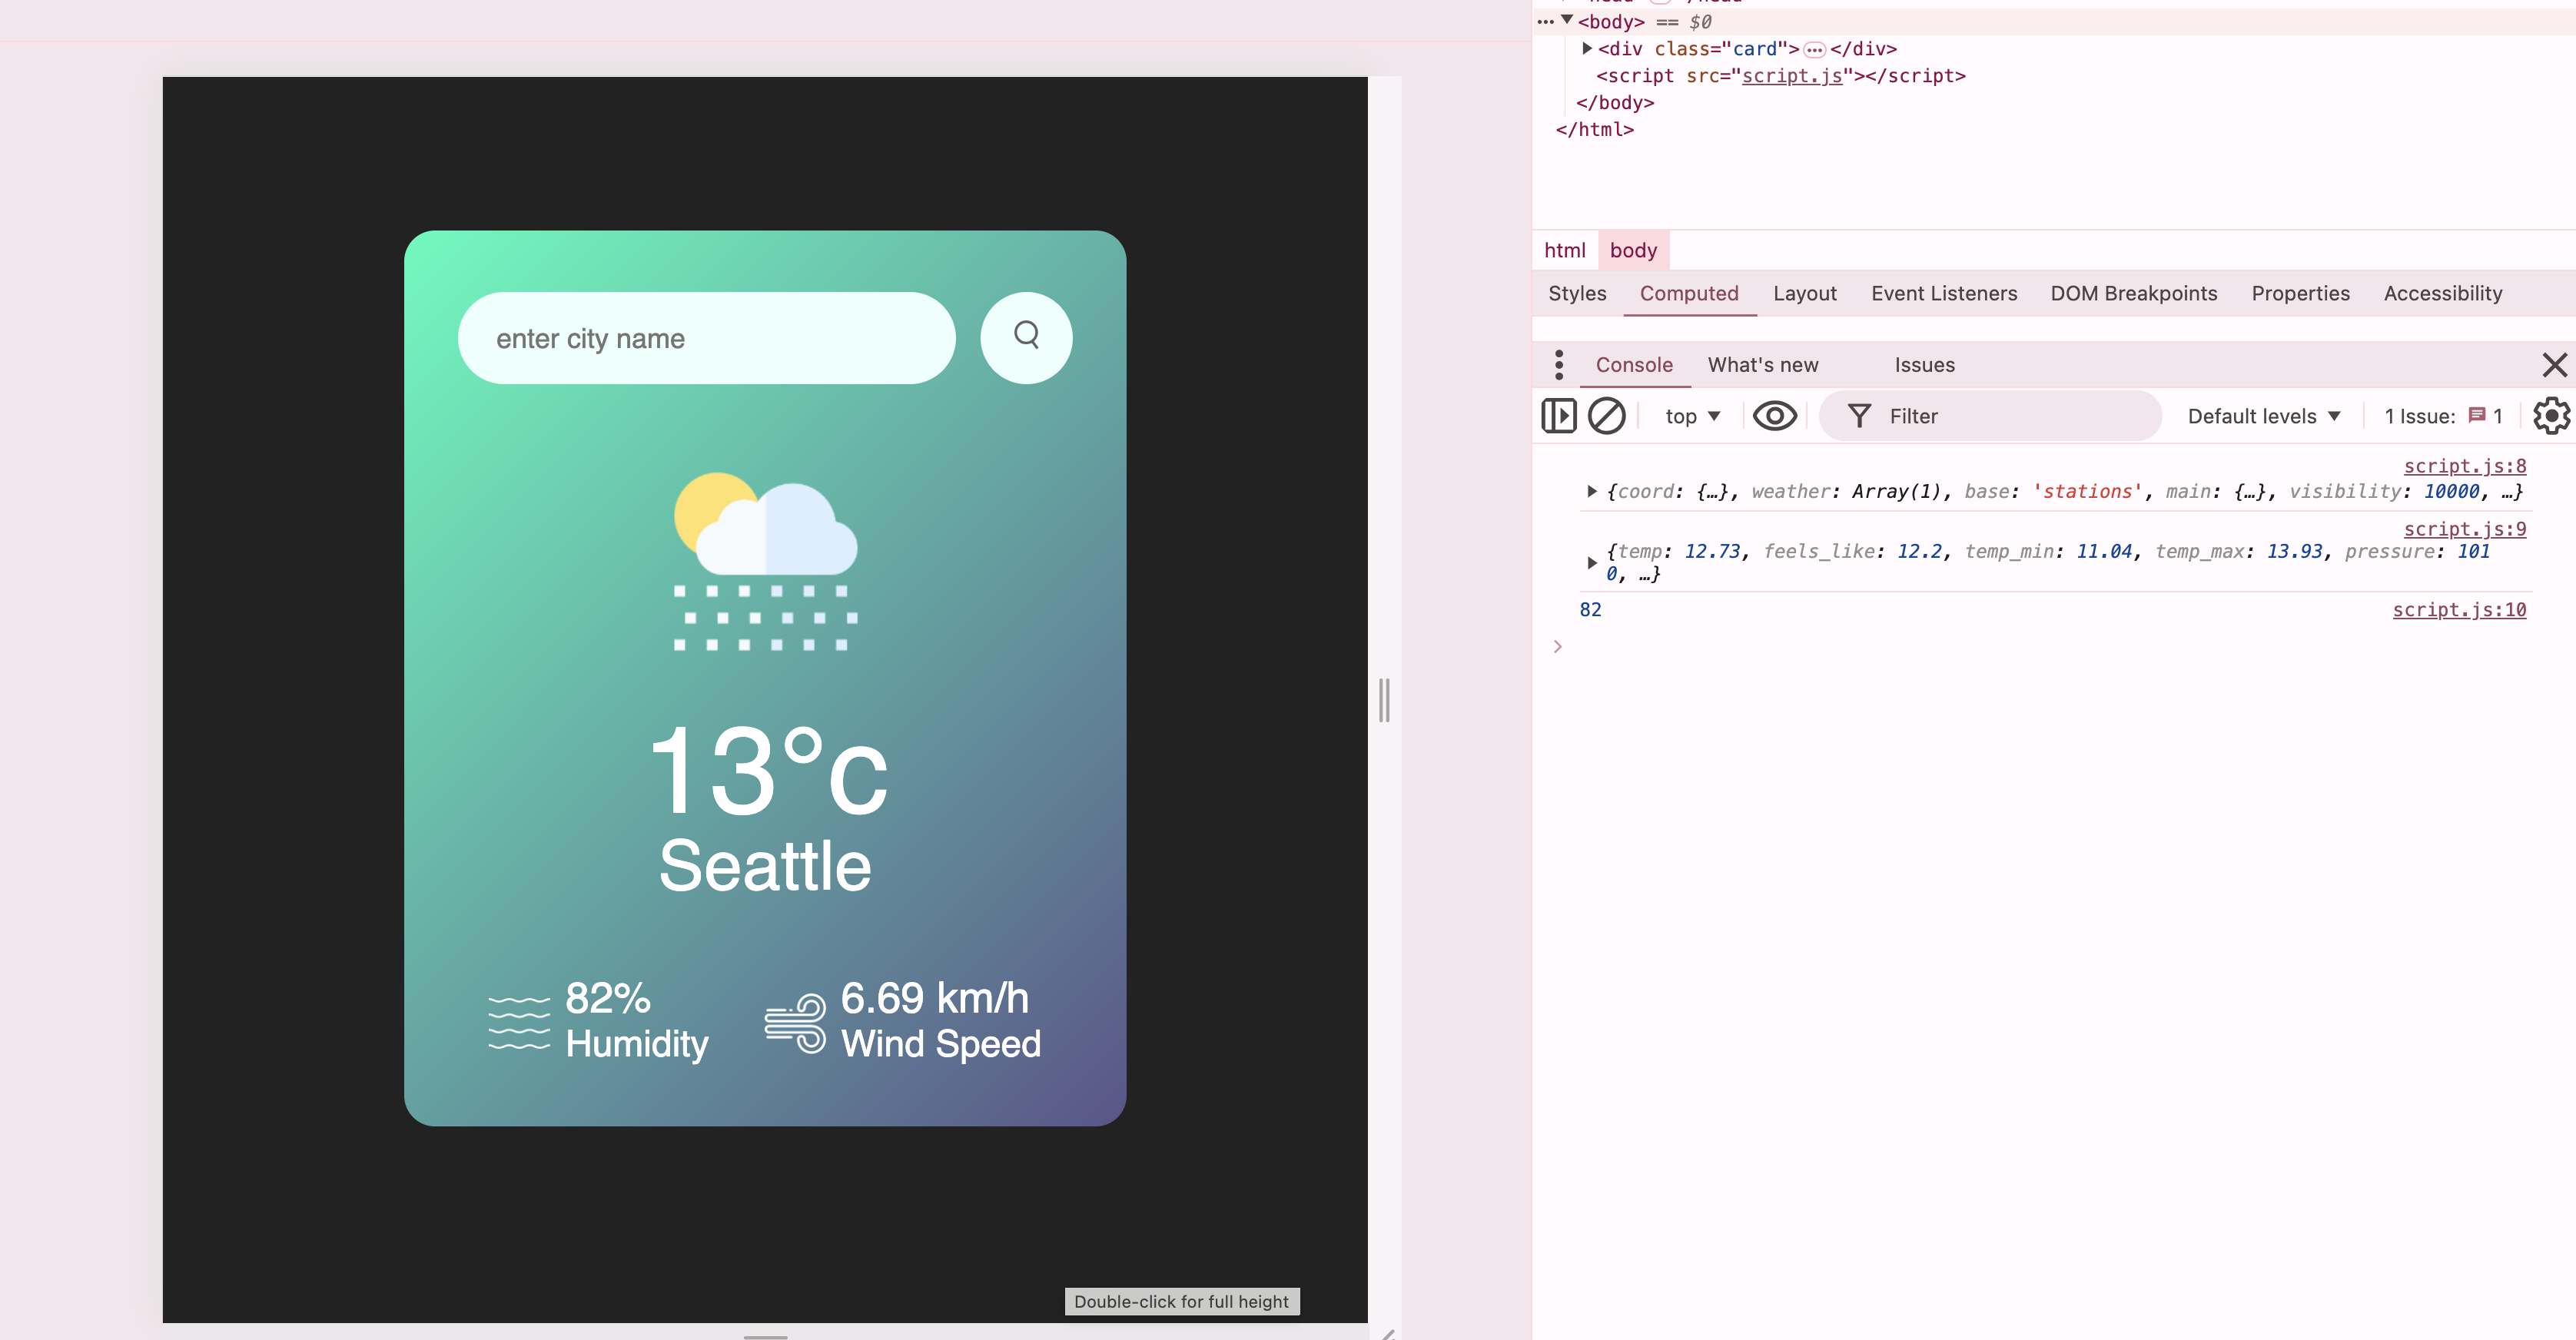 enter city name
13°c
Seattle
82%
Humidity
6.69 km/h
Wind Speed
Double-click for full height
<body> == $0
<div class="card"> </div>
<script src="script.js"></script>
</body>
</html>
html body
Styles Computed Layout Event Listeners DOM Breakpoints Properties Accessibility
Console What's new Issues
top Filter Default levels 1 Issue: 1
script.js:8
{coord: {…}, weather: Array(1), base: 'stations', main: {…}, visibility: 10000, …}
script.js:9
{temp: 12.73, feels_like: 12.2, temp_min: 11.04, temp_max: 13.93, pressure: 101
0, …}
82 script.js:10